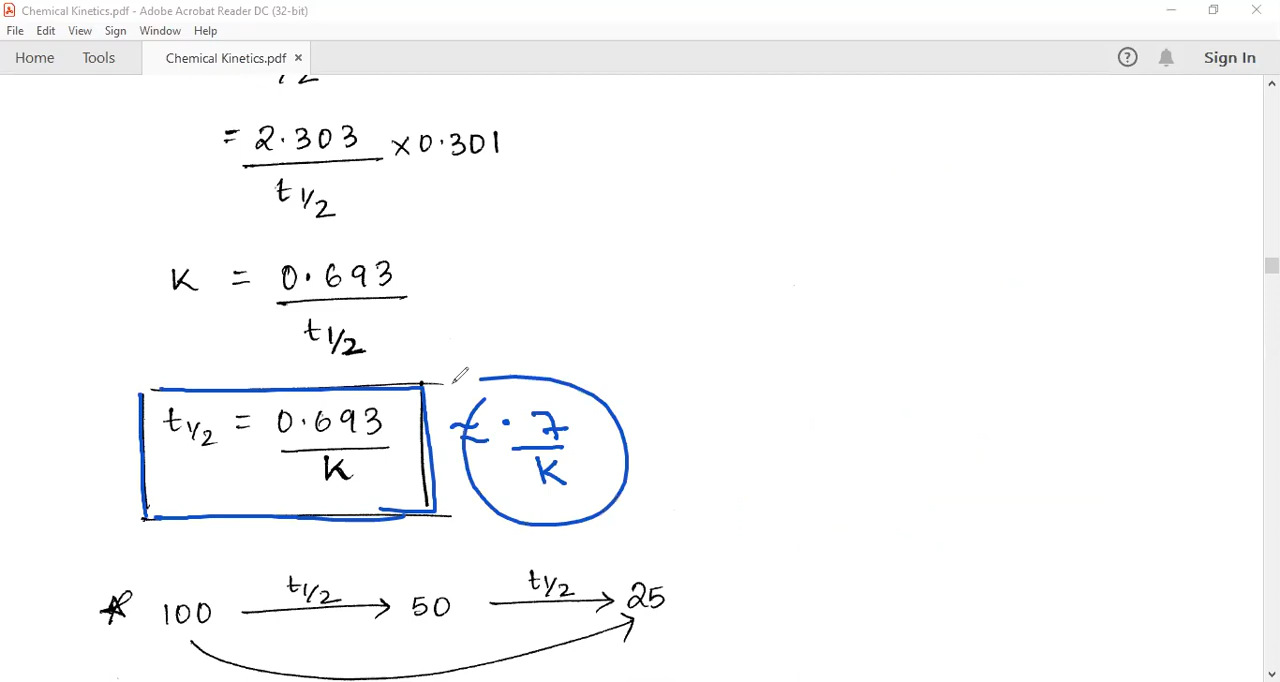 Chemical Kinetics.pdf - Adobe Acrobat Reader DC (32-bit)
File Edit View Sign Window Help
Home Tools Chemical Kinetics.pdf × Sign In
= 2.303 × 0.301
t1/2
K = 0.693
t1/2
t1/2 = 0.693 ≈ .7
K K
t1/2 t1/2
100 50 25